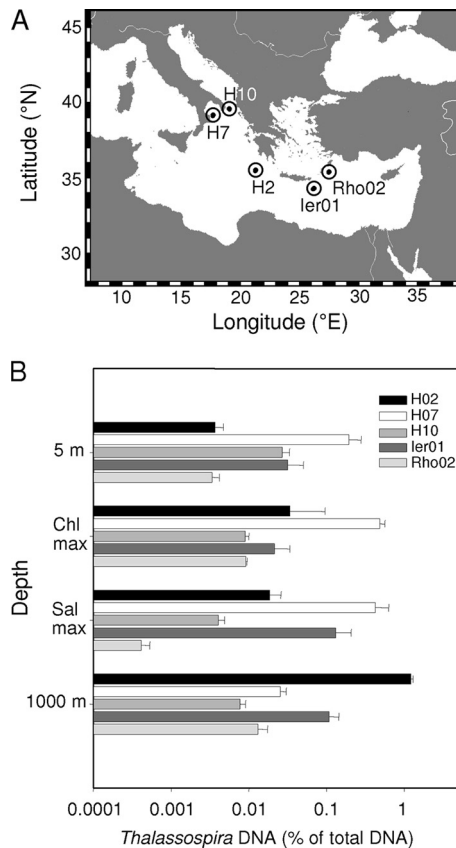 A
45
40
35
30
Latitude (°N)
H10
H7
H2
Rho02
Ier01
10 15 20 25 30 35
Longitude (°E)
B
H02
H07
H10
Ier01
Rho02
5 m
Chl
max
Sal
max
1000 m
Depth
0.0001 0.001 0.01 0.1 1
Thalassospira DNA (% of total DNA)